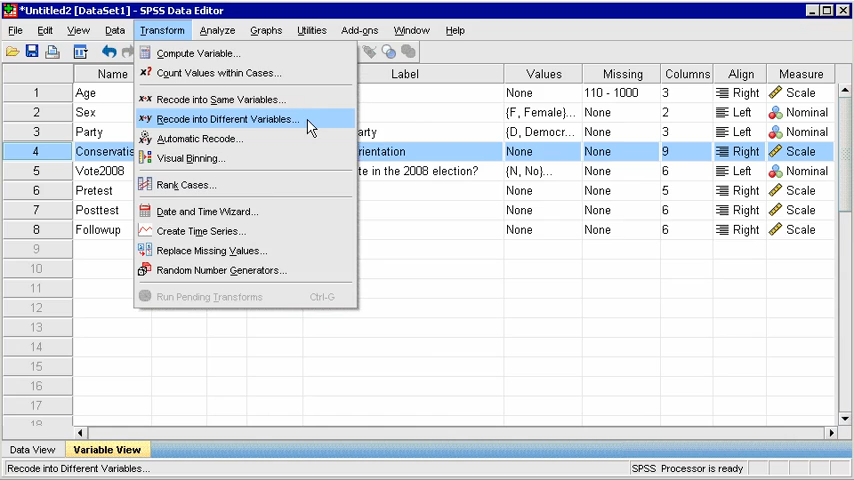 *Untitled2 [DataSet1] - SPSS Data Editor
File Edit View Data Transform Analyze Graphs Utilities Add-ons Window Help
Compute Variable...
Count Values within Cases...
Recode into Same Variables...
Recode into Different Variables...
Automatic Recode...
Visual Binning...
Rank Cases...
Date and Time Wizard...
Create Time Series...
Replace Missing Values...
Random Number Generators...
Run Pending Transforms Ctrl-G
Name Label Values Missing Columns Align Measure
1 Age None 110 - 1000 3 Right Scale
2 Sex {F, Female}... None 2 Left Nominal
3 Party arty {D, Democr... None 3 Left Nominal
4 Conservatis rientation None None 9 Right Scale
5 Vote2008 te in the 2008 election? {N, No}... None 6 Left Nominal
6 Pretest None None 5 Right Scale
7 Posttest None None 6 Right Scale
8 Followup None None 6 Right Scale
9
10
11
12
13
14
15
16
17
18
Data View Variable View
Recode into Different Variables... SPSS Processor is ready